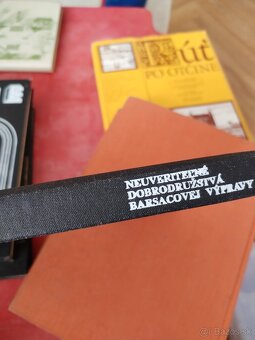 Púť
PO OTČINE
NEUVERITEĽNÉ
DOBRODRUŽSTVÁ
BARSACOVEJ VÝPRAVY